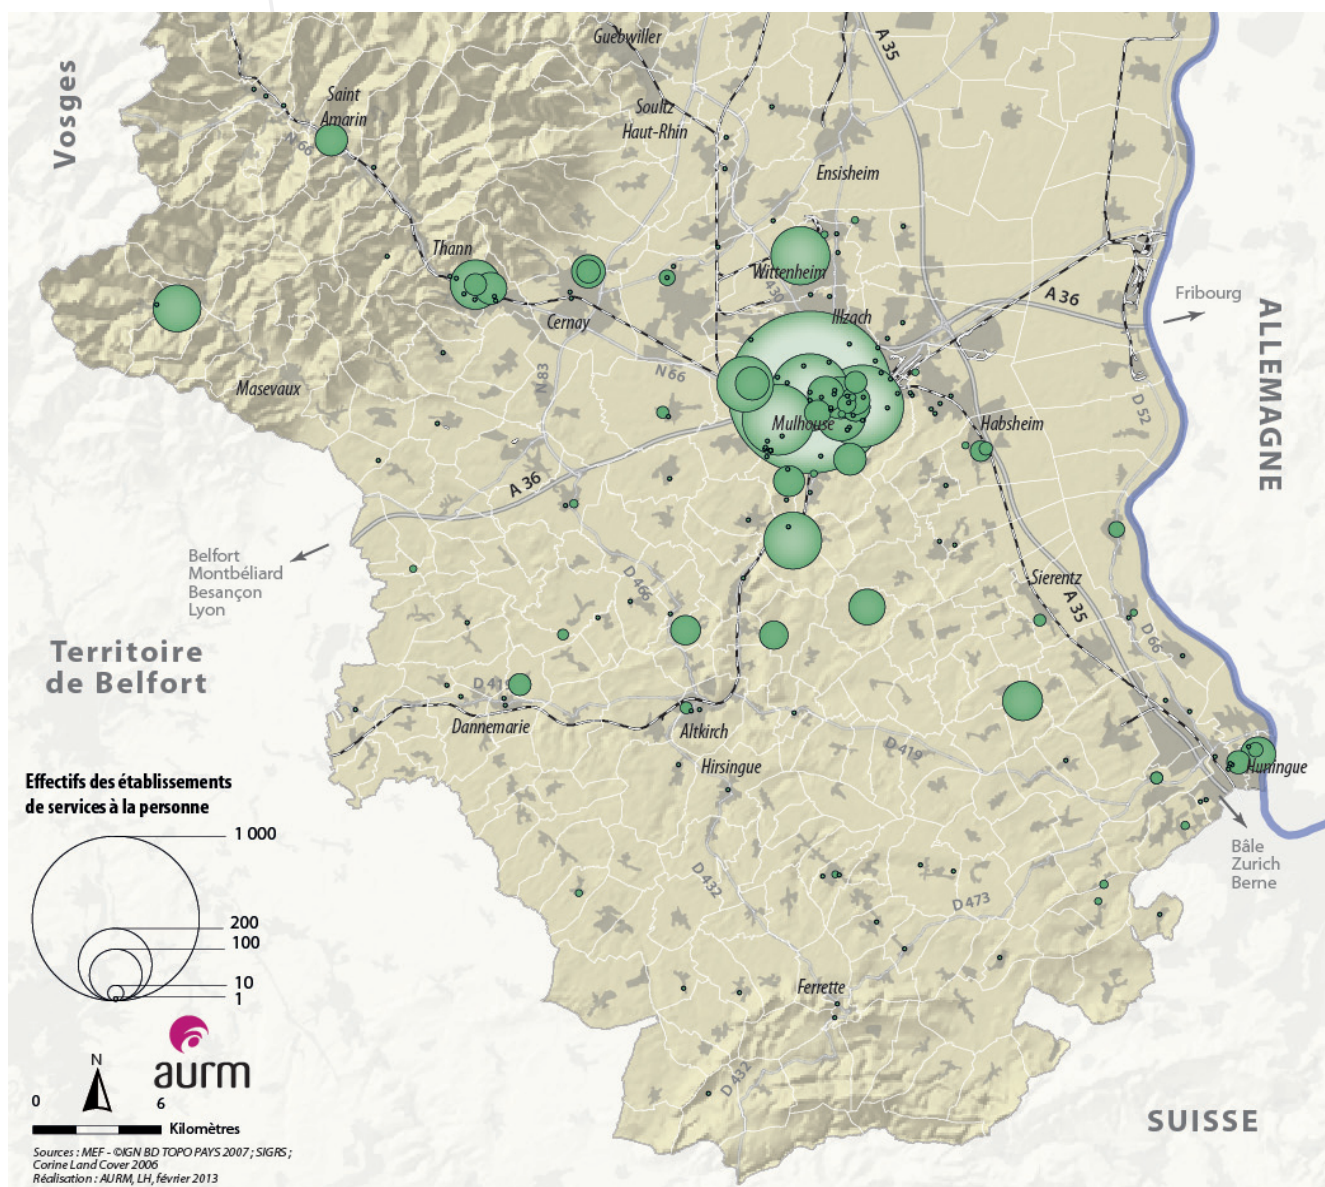 Guebwiller
A 35
Vosges
Saint
Amarin
N 66
Soultz
Haut-Rhin
Ensisheim
Thann
Wittenheim
430
Illzach
A 36
Fribourg
ALLEMAGNE
Cernay
N 83
N 66
Masevaux
D 52
Mulhouse
Habsheim
A 36
Belfort
Montbéliard
Besançon
Lyon
D 466
Sierentz
A 35
D 66
Territoire
de Belfort
D 419
Dannemarie
Altkirch
D 419
Hirsingue
Huningue
Effectifs des établissements
de services à la personne
1 000
200
100
10
1
Bâle
Zurich
Berne
D 432
D 473
Ferrette
D 432
aurm
N
0 6
Kilomètres
SUISSE
Sources : MEF - ©IGN BD TOPO PAYS 2007 ; SIGRS ;
Corine Land Cover 2006
Réalisation : AURM, LH, février 2013